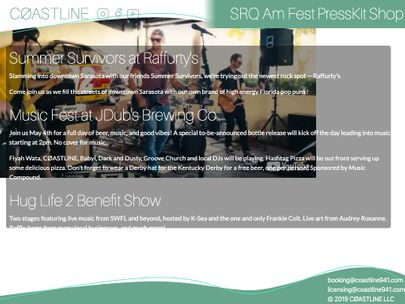 CØASTLINE
SRQ Am Fest PressKit Shop
Summer Survivors at Raffurty's
Slamming into downtown Sarasota with our friends Summer Survivors, we're trying out the newest rock spot -- Raffurty's
Come join us as we fill the streets of downtown Sarasota with our own brand of high energy Florida pop punk!
Music Fest at JDub's Brewing Co.
Join us May 4th for a full day of beer, music, and good vibes! A special to-be-announced bottle release will kick off the day leading into music
starting at 2pm. No cover for music.
Flyah Wata, CØASTLINE, Baby!, Dark and Dusty, Groove Church and local DJs will be playing. Hashtag Pizza will be out front serving up
some delicious pizza. Don't forget to wear a Derby hat for the Kentucky Derby for a free beer, one per person! Sponsored by Music
Compound.
Hug Life 2 Benefit Show
Two stages featuring live music from SWFL and beyond, hosted by K-Sea and the one and only Frankie Colt. Live art from Audrey Roxanne.
Raffle items from many local businesses, and much more!
booking@coastline941.com
licensing@coastline941.com
© 2019 CØASTLINE LLC